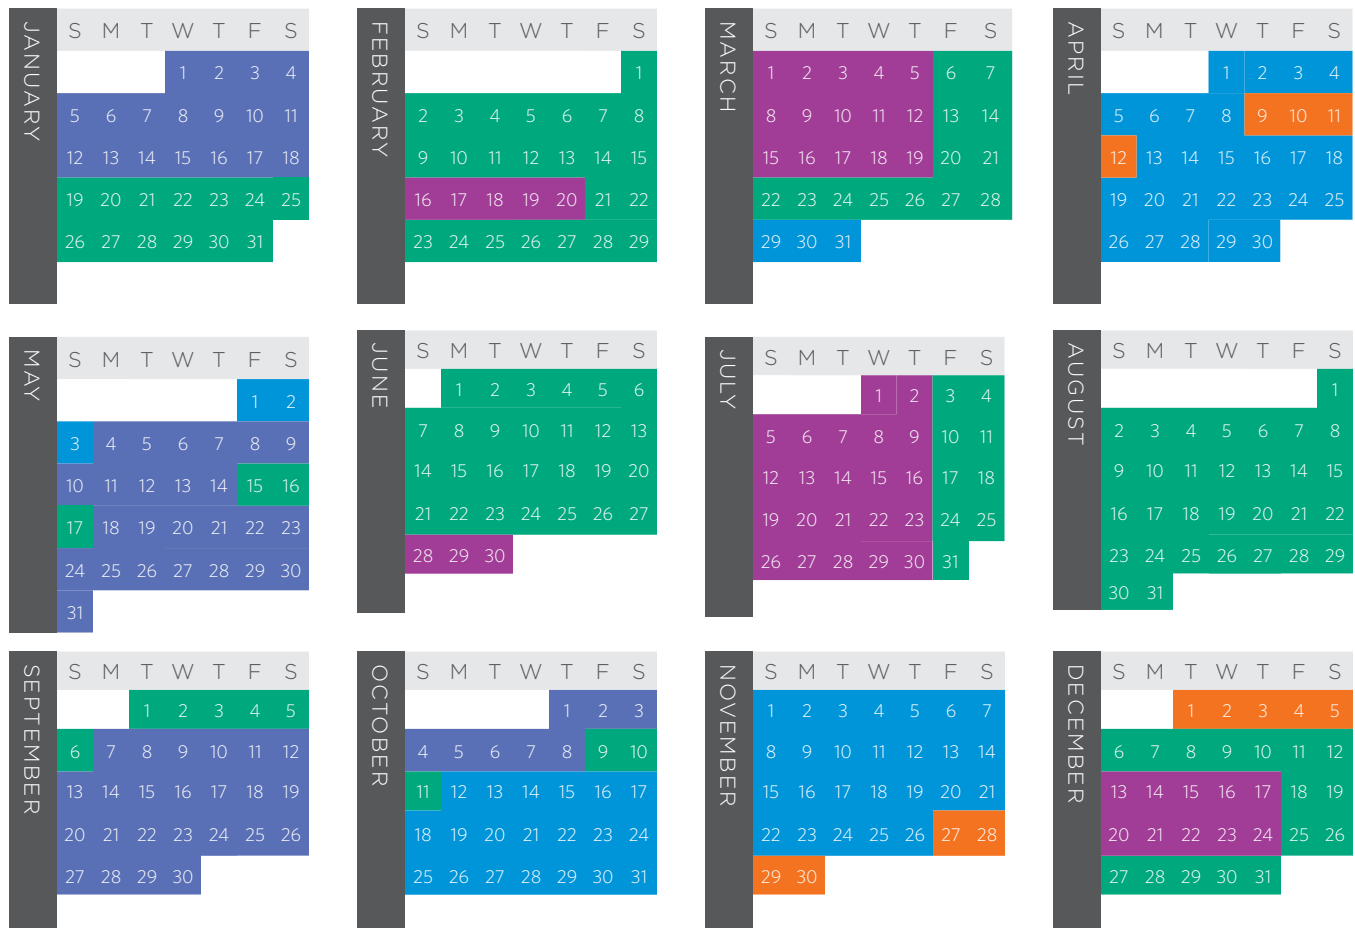 JANUARY
S M T W T F S
1 2 3 4
5 6 7 8 9 10 11
12 13 14 15 16 17 18
19 20 21 22 23 24 25
26 27 28 29 30 31
FEBRUARY
S M T W T F S
1
2 3 4 5 6 7 8
9 10 11 12 13 14 15
16 17 18 19 20 21 22
23 24 25 26 27 28 29
MARCH
S M T W T F S
1 2 3 4 5 6 7
8 9 10 11 12 13 14
15 16 17 18 19 20 21
22 23 24 25 26 27 28
29 30 31
APRIL
S M T W T F S
1 2 3 4
5 6 7 8 9 10 11
12 13 14 15 16 17 18
19 20 21 22 23 24 25
26 27 28 29 30
MAY
S M T W T F S
1 2
3 4 5 6 7 8 9
10 11 12 13 14 15 16
17 18 19 20 21 22 23
24 25 26 27 28 29 30
31
JUNE
S M T W T F S
1 2 3 4 5 6
7 8 9 10 11 12 13
14 15 16 17 18 19 20
21 22 23 24 25 26 27
28 29 30
JULY
S M T W T F S
1 2 3 4
5 6 7 8 9 10 11
12 13 14 15 16 17 18
19 20 21 22 23 24 25
26 27 28 29 30 31
AUGUST
S M T W T F S
1
2 3 4 5 6 7 8
9 10 11 12 13 14 15
16 17 18 19 20 21 22
23 24 25 26 27 28 29
30 31
SEPTEMBER
S M T W T F S
1 2 3 4 5
6 7 8 9 10 11 12
13 14 15 16 17 18 19
20 21 22 23 24 25 26
27 28 29 30
OCTOBER
S M T W T F S
1 2 3
4 5 6 7 8 9 10
11 12 13 14 15 16 17
18 19 20 21 22 23 24
25 26 27 28 29 30 31
NOVEMBER
S M T W T F S
1 2 3 4 5 6 7
8 9 10 11 12 13 14
15 16 17 18 19 20 21
22 23 24 25 26 27 28
29 30
DECEMBER
S M T W T F S
1 2 3 4 5
6 7 8 9 10 11 12
13 14 15 16 17 18 19
20 21 22 23 24 25 26
27 28 29 30 31